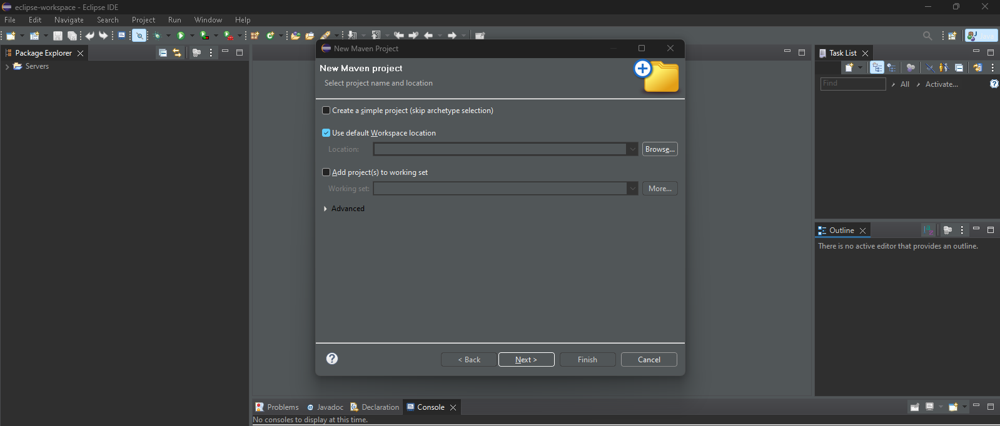 eclipse-workspace - Eclipse IDE
File Edit Navigate Search Project Run Window Help
Package Explorer
Servers
New Maven Project
New Maven project
Select project name and location
Create a simple project (skip archetype selection)
Use default Workspace location
Location:
Browse...
Add project(s) to working set
Working set:
More...
Advanced
< Back Next > Finish Cancel
Task List
Find All Activate...
Outline
There is no active editor that provides an outline.
Problems Javadoc Declaration Console
No consoles to display at this time.